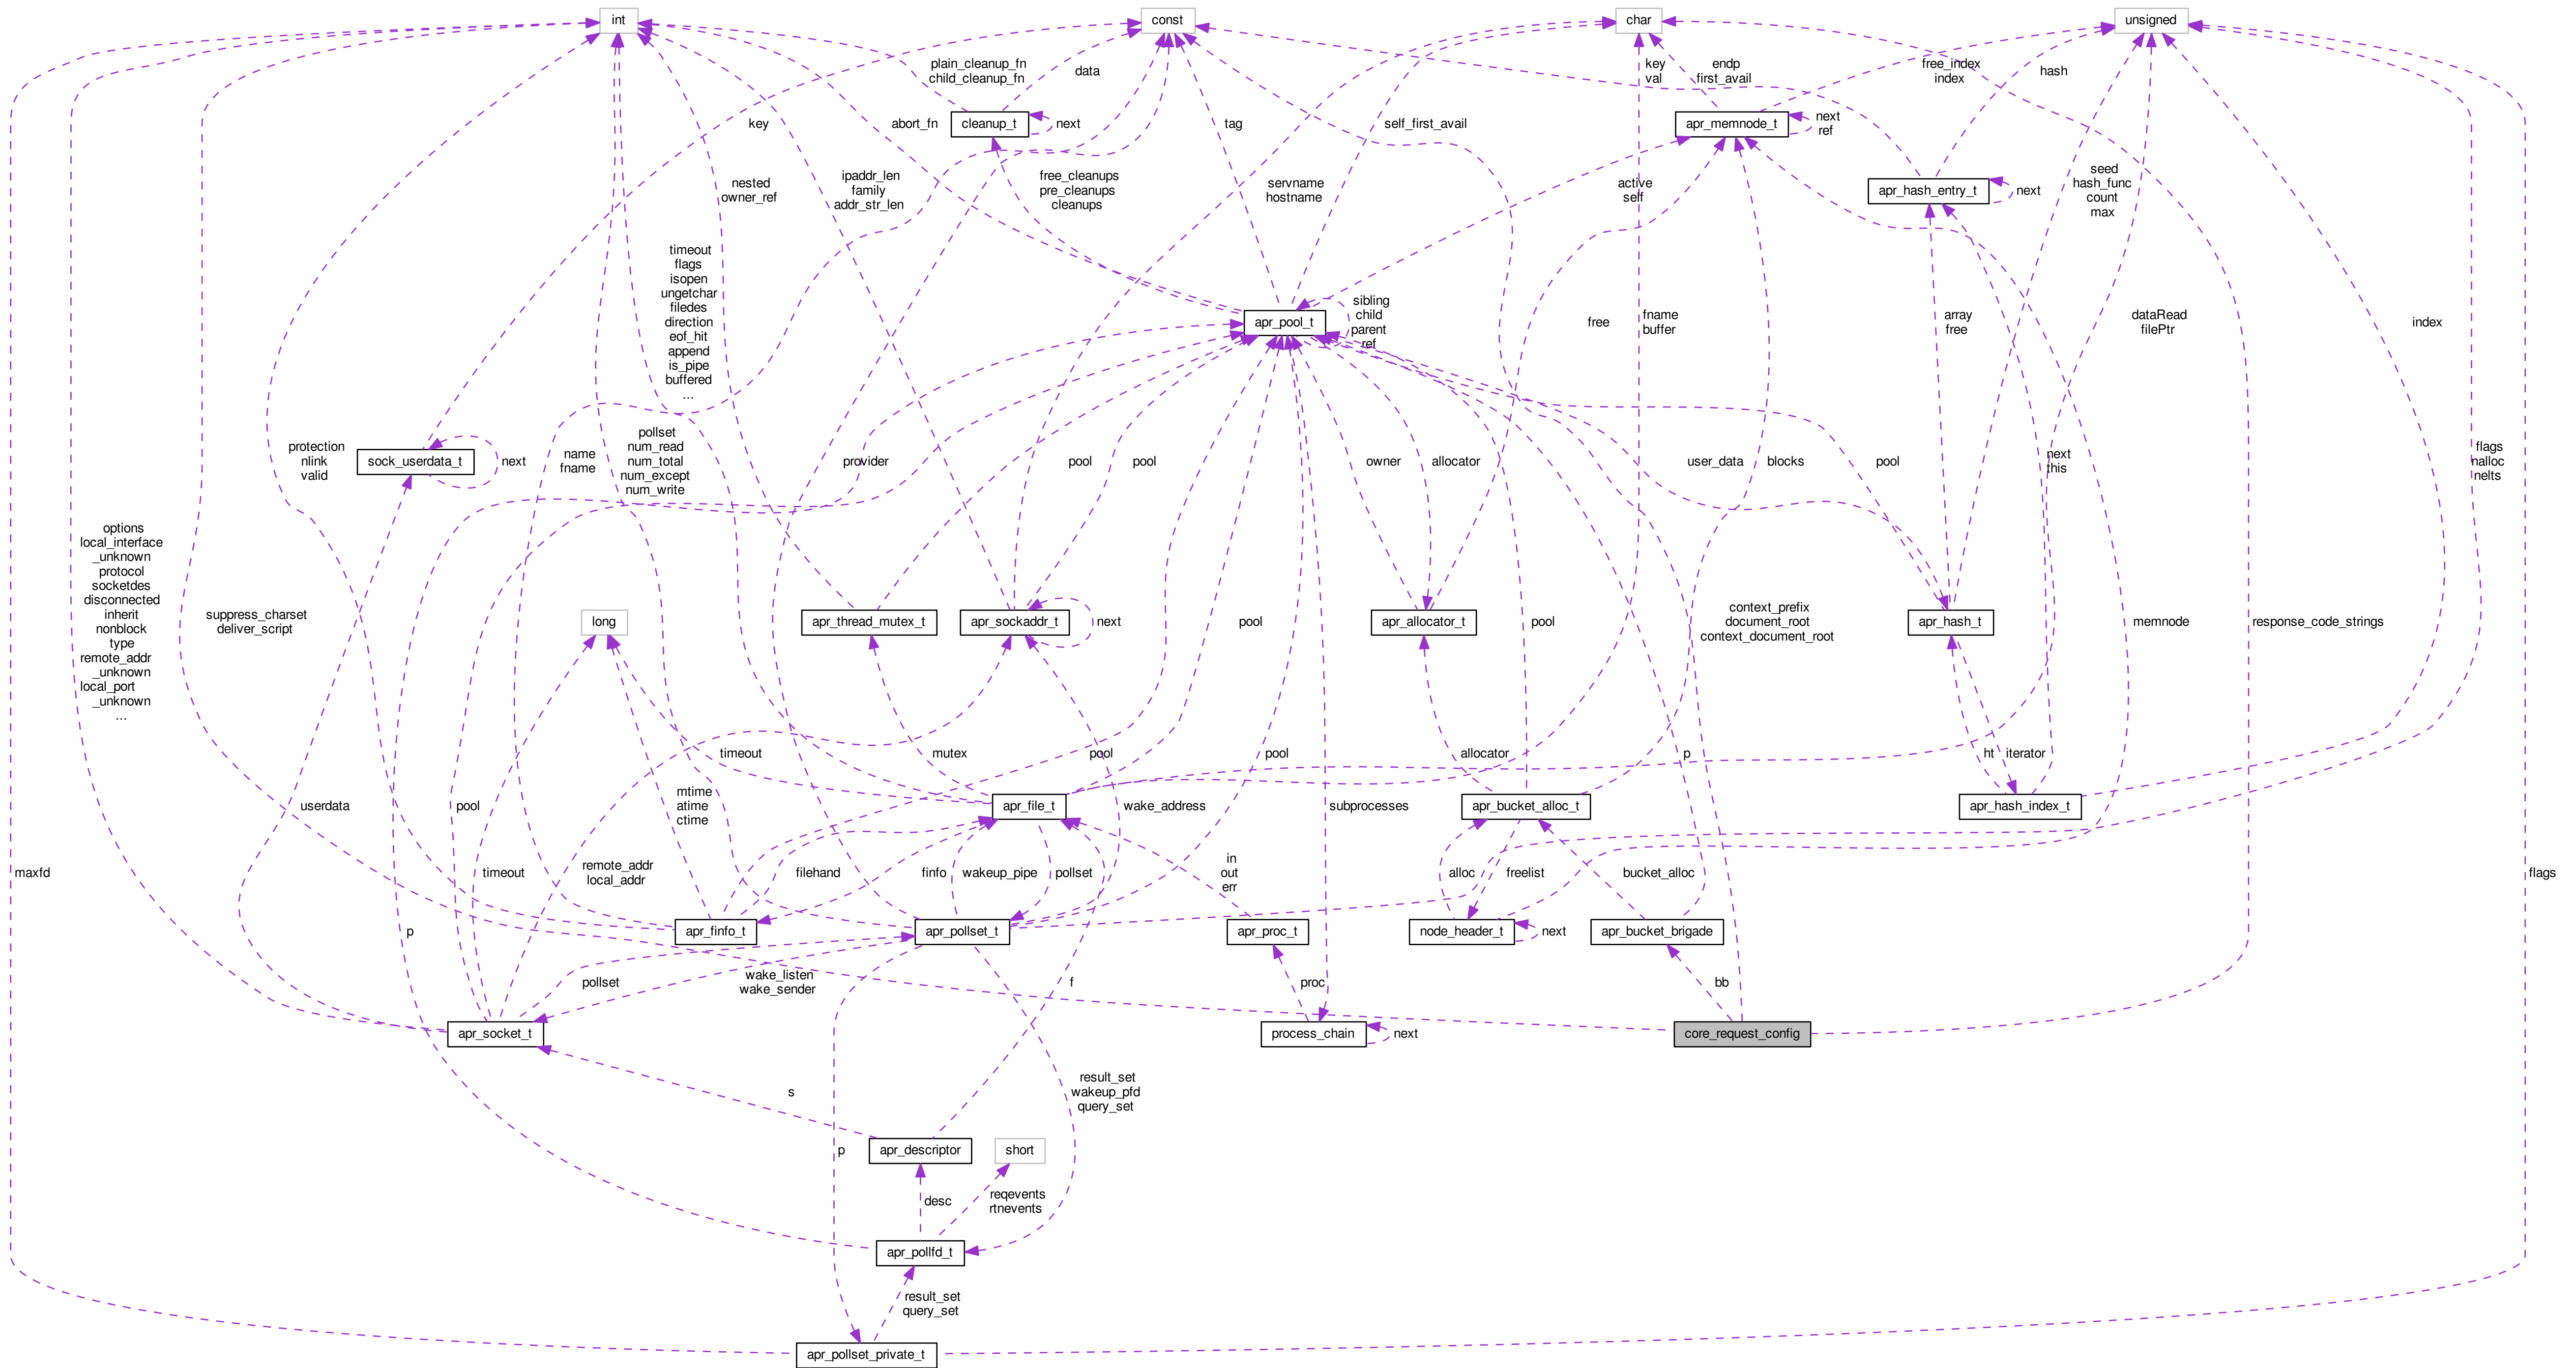 int
const
char
unsigned
plain_cleanup_fn
child_cleanup_fn
data
key
val
endp
first_avail
free_index
index
hash
key
abort_fn
cleanup_t
next
tag
self_first_avail
apr_memnode_t
next
ref
nested
owner_ref
ipaddr_len
family
addr_str_len
free_cleanups
pre_cleanups
cleanups
servname
hostname
active
self
apr_hash_entry_t
next
seed
hash_func
count
max
timeout
flags
isopen
ungetchar
filedes
direction
eof_hit
append
is_pipe
buffered
...
apr_pool_t
sibling
child
parent
ref
free
fname
buffer
array
free
dataRead
filePtr
index
protection
nlink
valid
sock_userdata_t
next
name
fname
pollset
num_read
num_total
num_except
num_write
provider
pool
pool
owner
allocator
user_data
blocks
pool
next
this
flags
nalloc
nelts
options
local_interface
_unknown
protocol
socketdes
disconnected
inherit
nonblock
type
remote_addr
_unknown
local_port
_unknown
...
suppress_charset
deliver_script
long
apr_thread_mutex_t
apr_sockaddr_t
next
pool
apr_allocator_t
pool
context_prefix
document_root
context_document_root
apr_hash_t
memnode
response_code_strings
timeout
mutex
pool
pool
allocator
p
ht
iterator
userdata
pool
mtime
atime
ctime
apr_file_t
wake_address
subprocesses
apr_bucket_alloc_t
apr_hash_index_t
maxfd
timeout
remote_addr
local_addr
filehand
finfo
wakeup_pipe
pollset
in
out
err
alloc
freelist
bucket_alloc
flags
p
apr_finfo_t
apr_pollset_t
apr_proc_t
node_header_t
next
apr_bucket_brigade
pollset
wake_listen
wake_sender
f
proc
bb
apr_socket_t
process_chain
next
core_request_config
s
result_set
wakeup_pfd
query_set
p
apr_descriptor
short
desc
reqevents
rtnevents
apr_pollfd_t
result_set
query_set
apr_pollset_private_t